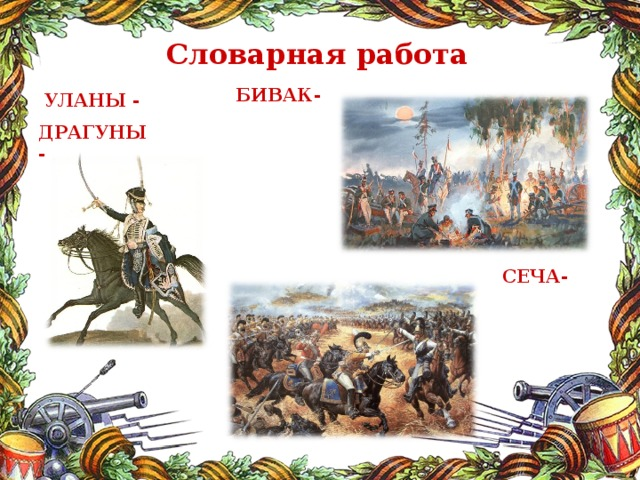 Словарная работа
УЛАНЫ -
ДРАГУНЫ
-
БИВАК-
СЕЧА-